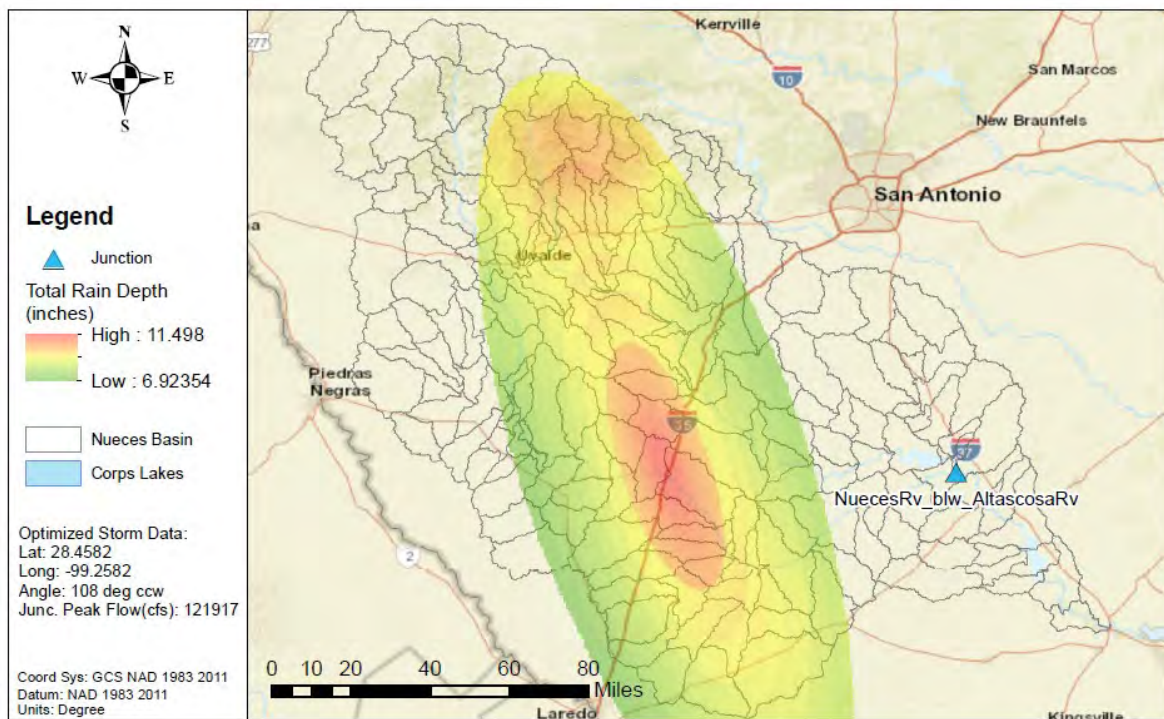 N
W
E
S
Legend
Junction
Total Rain Depth
(inches)
High : 11.498
Low : 6.92354
Nueces Basin
Corps Lakes
Optimized Storm Data:
Lat: 28.4582
Long: -99.2582
Angle: 108 deg ccw
Junc. Peak Flow(cfs): 121917
Coord Sys: GCS NAD 1983 2011
Datum: NAD 1983 2011
Units: Degree
277
Kerrville
10
San Marcos
New Braunfels
San Antonio
na
Uvalde
Piedras
Negras
35
37
NuecesRv_blw_AltascosaRv
2
0 10 20 40 60 80
Miles
Laredo
Kingsville